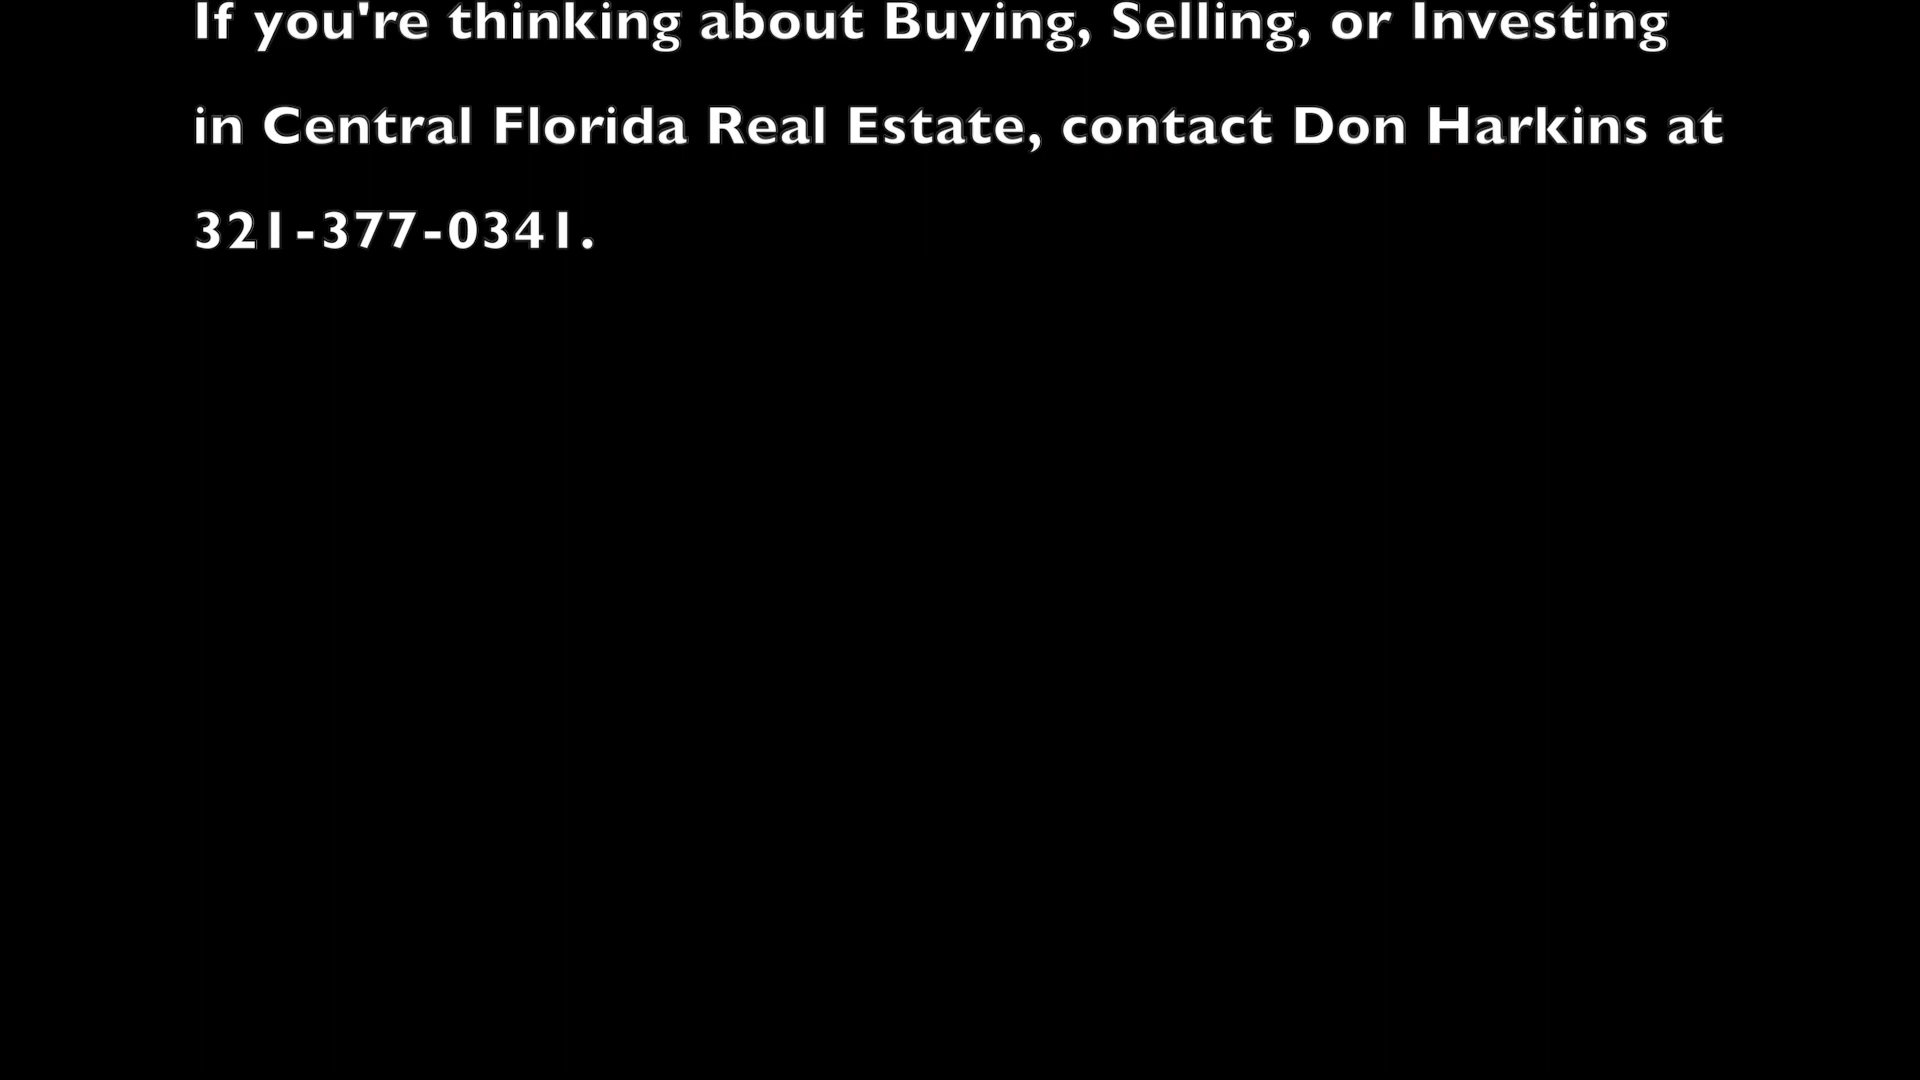 If you're thinking about Buying, Selling, or Investing
in Central Florida Real Estate, contact Don Harkins at
321-377-0341.